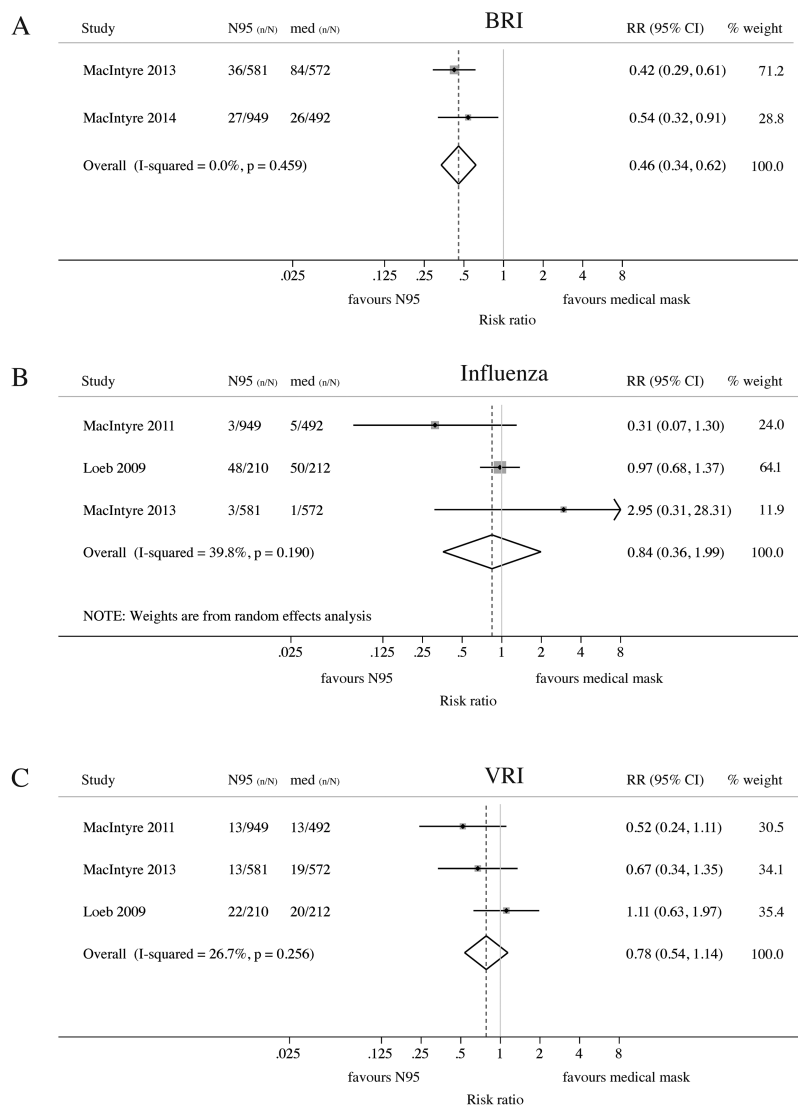 A
BRI
Study N95 (n/N) med (n/N) RR (95% CI) % weight
MacIntyre 2013 36/581 84/572 0.42 (0.29, 0.61) 71.2
MacIntyre 2014 27/949 26/492 0.54 (0.32, 0.91) 28.8
Overall (I-squared = 0.0%, p = 0.459) 0.46 (0.34, 0.62) 100.0
.025 .125 .25 .5 1 2 4 8
favours N95 favours medical mask
Risk ratio
B
Influenza
Study N95 (n/N) med (n/N) RR (95% CI) % weight
MacIntyre 2011 3/949 5/492 0.31 (0.07, 1.30) 24.0
Loeb 2009 48/210 50/212 0.97 (0.68, 1.37) 64.1
MacIntyre 2013 3/581 1/572 2.95 (0.31, 28.31) 11.9
Overall (I-squared = 39.8%, p = 0.190) 0.84 (0.36, 1.99) 100.0
NOTE: Weights are from random effects analysis
.025 .125 .25 .5 1 2 4 8
favours N95 favours medical mask
Risk ratio
C
VRI
Study N95 (n/N) med (n/N) RR (95% CI) % weight
MacIntyre 2011 13/949 13/492 0.52 (0.24, 1.11) 30.5
MacIntyre 2013 13/581 19/572 0.67 (0.34, 1.35) 34.1
Loeb 2009 22/210 20/212 1.11 (0.63, 1.97) 35.4
Overall (I-squared = 26.7%, p = 0.256) 0.78 (0.54, 1.14) 100.0
.025 .125 .25 .5 1 2 4 8
favours N95 favours medical mask
Risk ratio